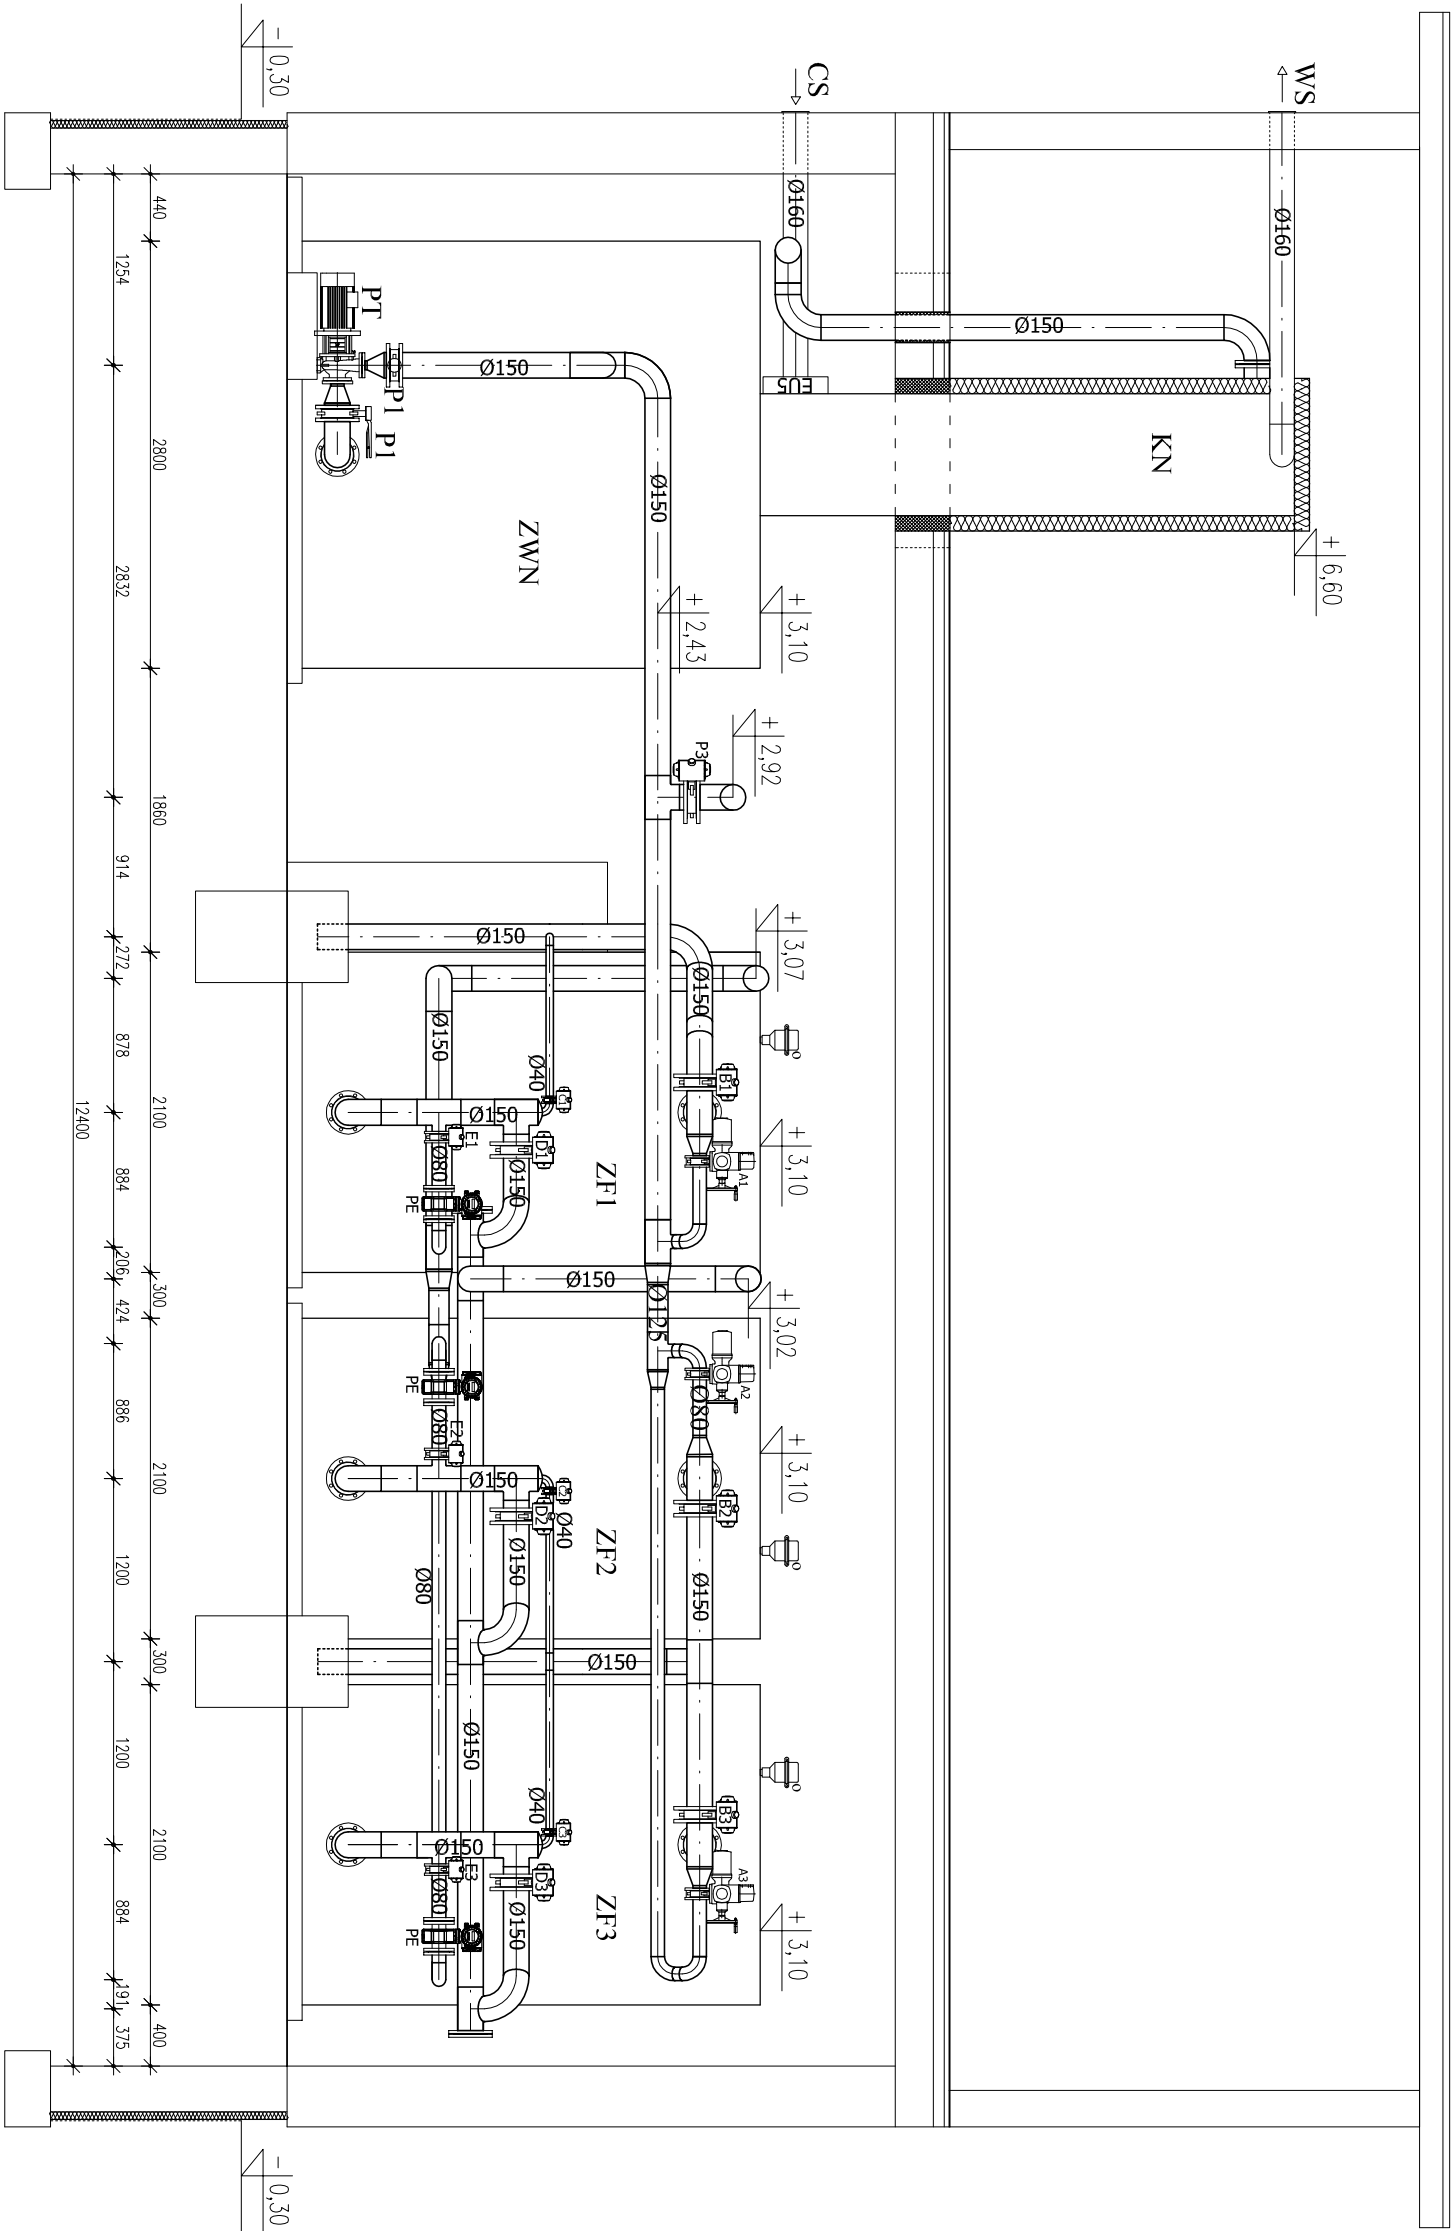 + 6,60
WS
Ø160
KN
Ø150
CS
Ø160
EU5
+ 3,10
+ 2,92
+ 3,07
+ 3,10
+ 3,02
+ 3,10
+ 3,10
P3
B1
A1
A2
B2
B3
A3
+ 2,43
Ø150
Ø80
Ø150
Ø150
Ø125
ZWN
ZF1
ZF2
ZF3
Ø150
Ø150
Ø150
Ø150
C1
C2
C3
Ø40
Ø40
Ø40
D1
D2
D3
Ø150
Ø150
Ø150
Ø150
Ø150
Ø150
Ø150
E1
E2
E3
Ø150
Ø80
Ø80
Ø80
Ø80
PE
PE
PE
PT
P1
P1
- 0,30
- 0,30
440
2800
1860
2100
300
2100
300
2100
400
1254
2832
914
272
878
884
206
424
886
1200
1200
884
191
375
12400